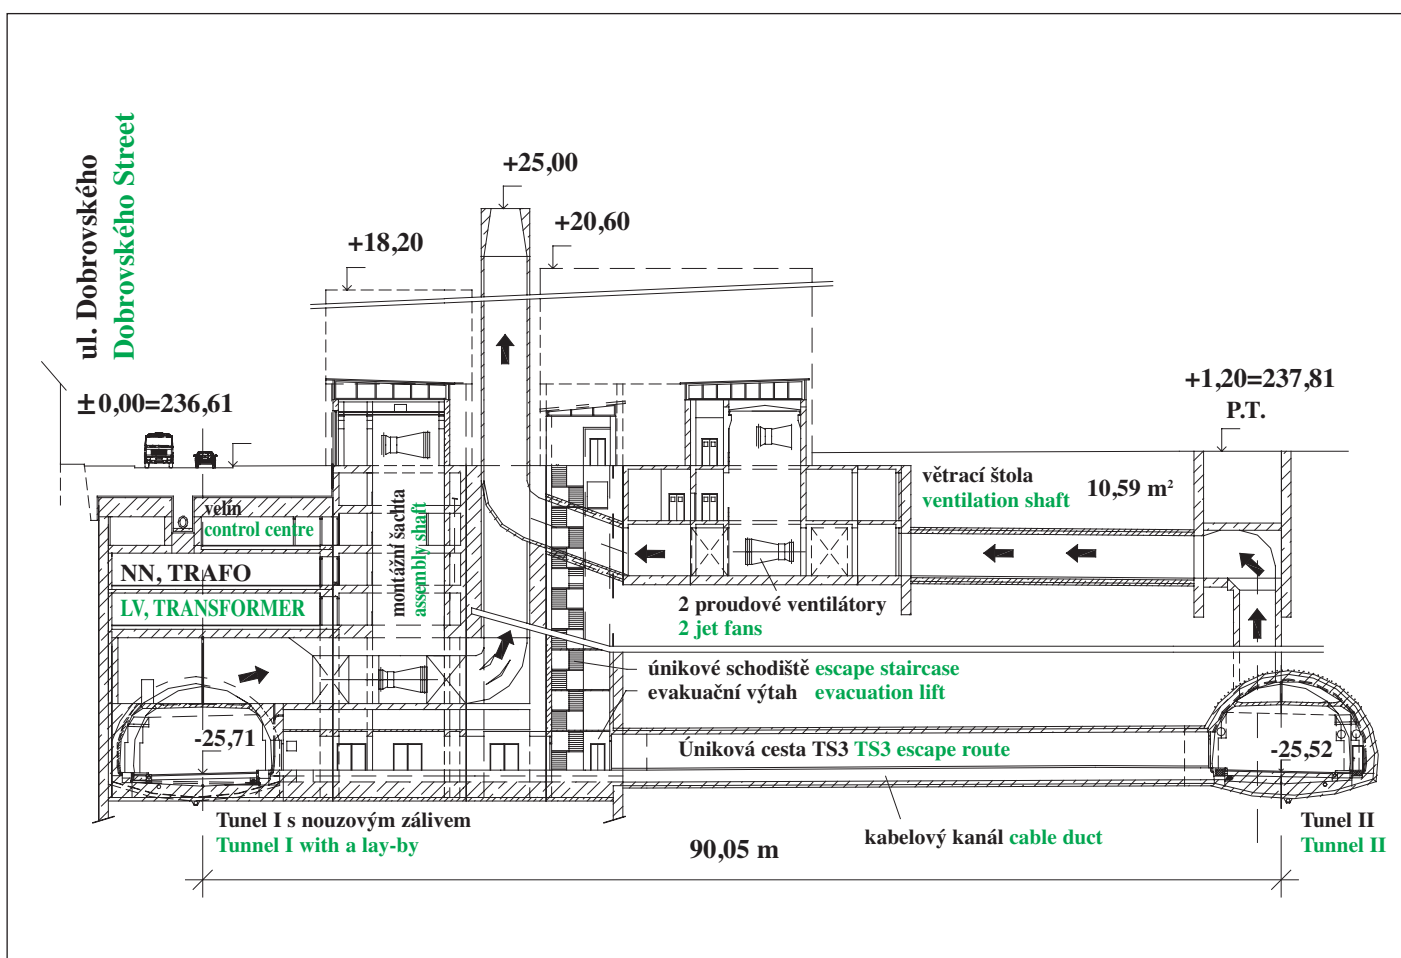 ul. Dobrovského
Dobrovského Street
+25,00
+20,60
+18,20
±0,00=236,61
+1,20=237,81
P.T.
větrací štola
ventilation shaft
10,59 m²
velín
control centre
montážní šachta
assembly shaft
NN, TRAFO
LV, TRANSFORMER
2 proudové ventilátory
2 jet fans
únikové schodiště escape staircase
evakuační výtah evacuation lift
-25,71
Úniková cesta TS3 TS3 escape route
-25,52
Tunel I s nouzovým zálivem
Tunnel I with a lay-by
kabelový kanál cable duct
Tunel II
Tunnel II
90,05 m